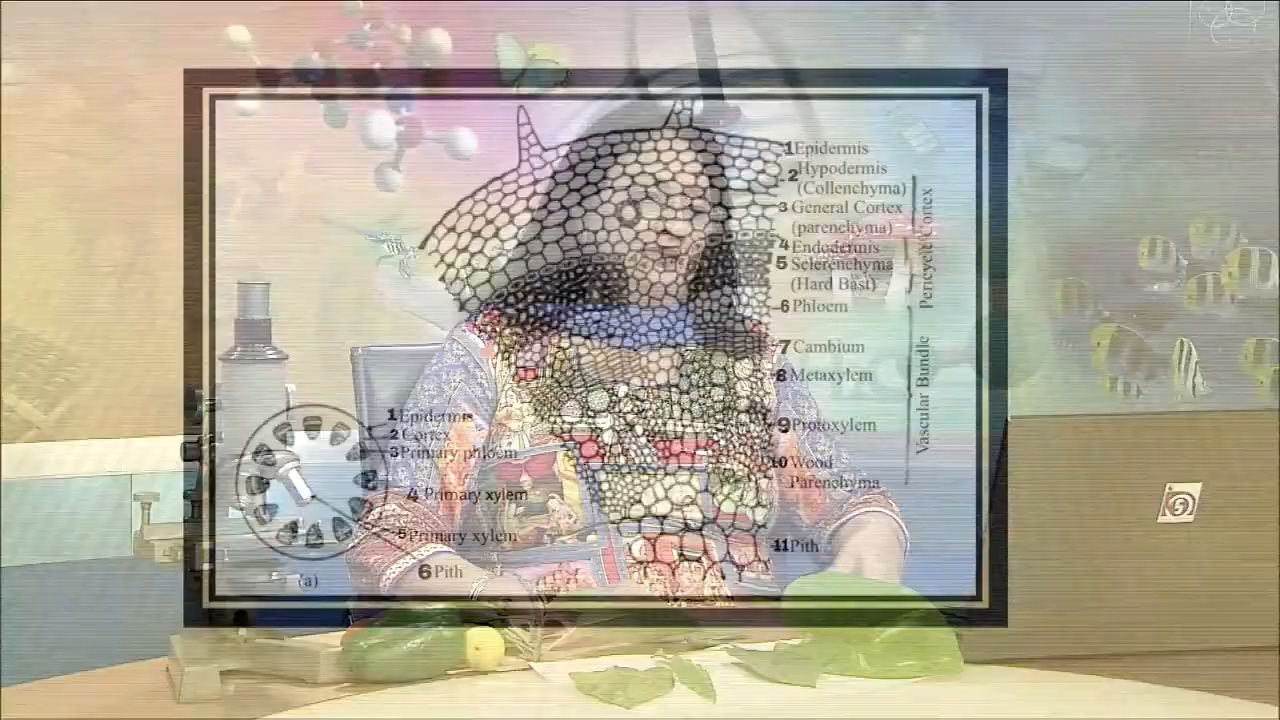 1 Epidermis
2 Hypodermis
(Collenchyma)
3 General Cortex
(parenchyma)
4 Endodermis
5 Sclerenchyma
(Hard Bast)
6 Phloem
7 Cambium
8 Metaxylem
9 Protoxylem
10 Wood
Parenchyma
11 Pith
Pericycle Cortex
Vascular Bundle
1 Epidermis
2 Cortex
3 Primary phloem
4 Primary xylem
5 Primary xylem
6 Pith
(a)